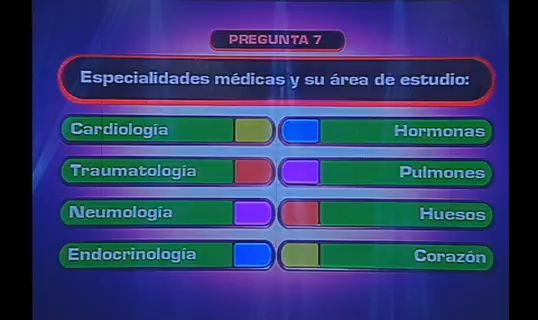 PREGUNTA 7
Especialidades médicas y su área de estudio:
Cardiología Hormonas
Traumatología Pulmones
Neumología Huesos
Endocrinología Corazón